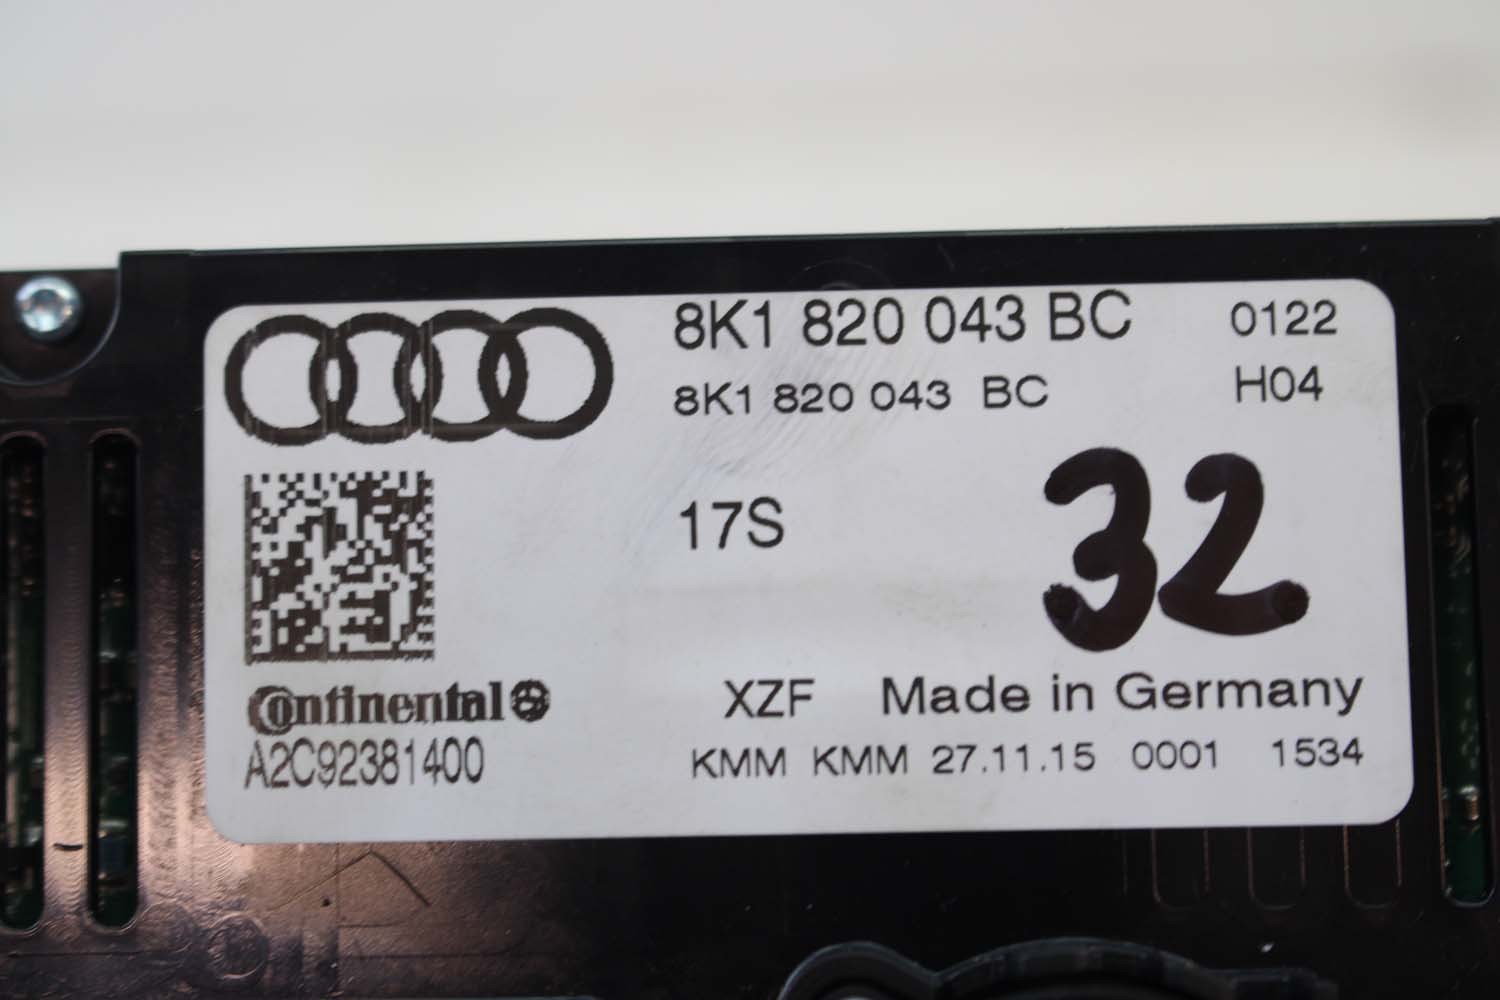 8K1 820 043 BC 0122
8K1 820 043 BC H04
17S
32
Continental
A2C92381400
XZF Made in Germany
KMM KMM 27.11.15 0001 1534